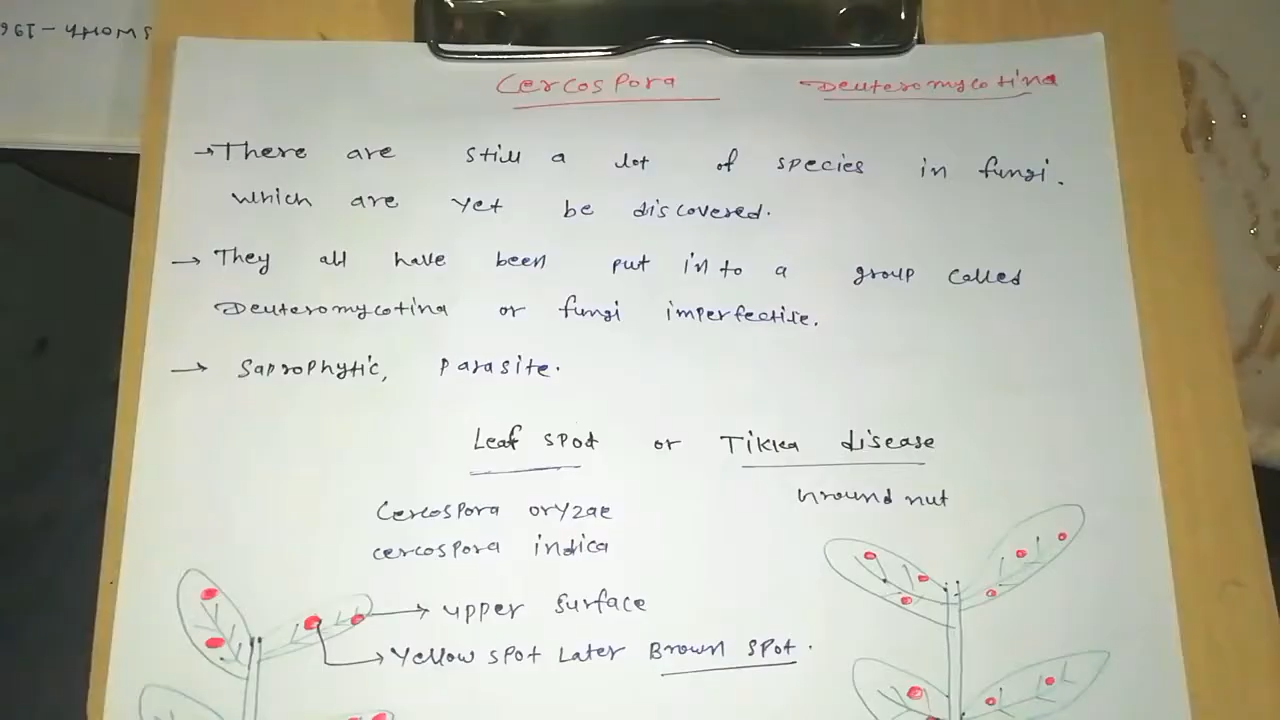 Cercospora Deuteromycotina
→There are still a lot of species in fungi.
which are yet be discovered.
→ They all have been put in to a group called
Deuteromycotina or fungi imperfectise.
→ Saprophytic, parasite.
Leaf spot or Tikka disease
Ground nut
Cercospora oryzae
cercospora indica
→ upper surface
→ Yellow spot Later Brown spot.